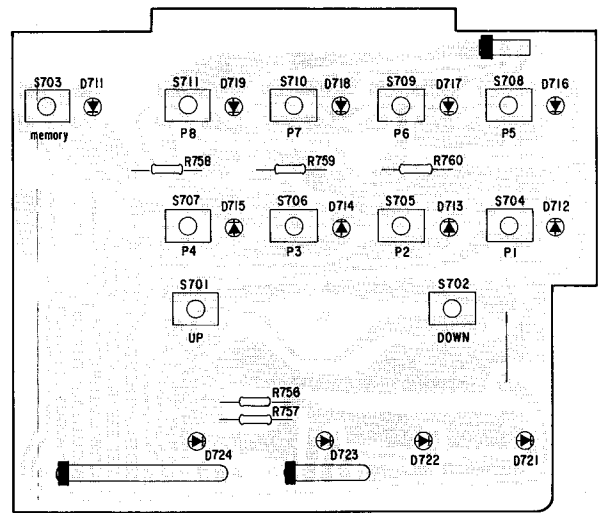 S703 D711 S711 D719 S710 D718 S709 D717 S708 D716
memory P8 P7 P6 P5
R758 R759 R760
S707 D715 S706 D714 S705 D713 S704 D712
P4 P3 P2 P1
S701 S702
UP DOWN
R756
R757
D724 D723 D722 D721